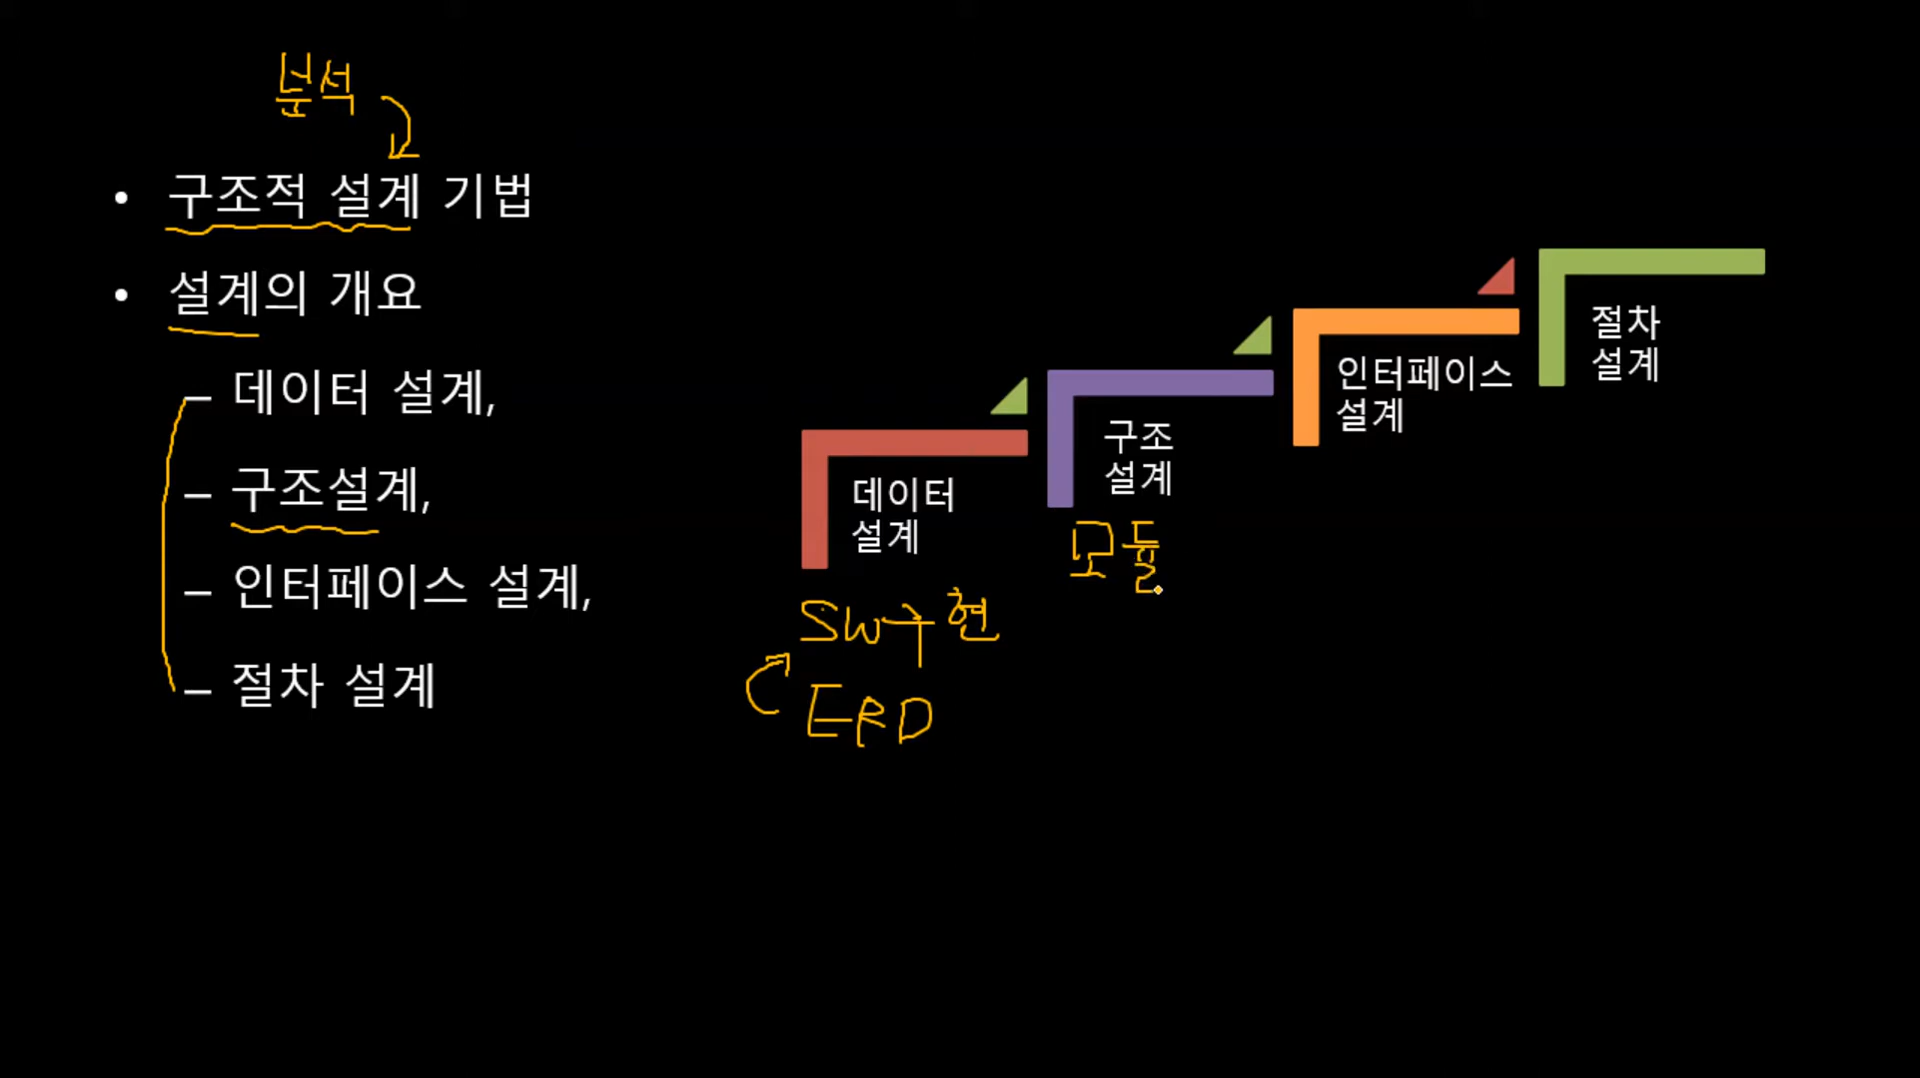 분석
• 구조적 설계 기법
• 설계의 개요
– 데이터 설계,
– 구조설계,
– 인터페이스 설계,
– 절차 설계
데이터
설계
SW구현
ERD
구조
설계
모듈
인터페이스
설계
절차
설계